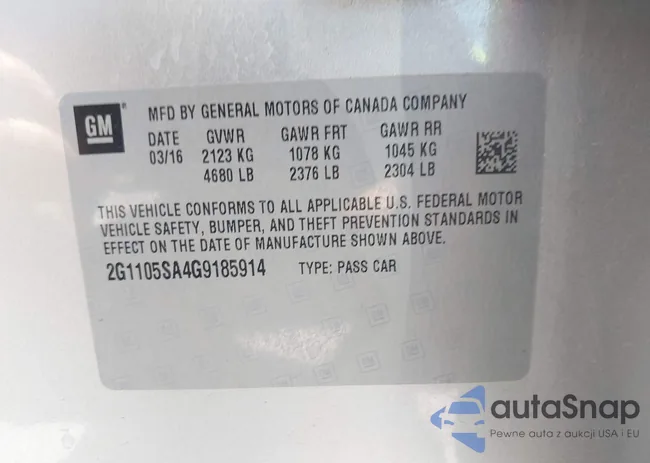 GM
MFD BY GENERAL MOTORS OF CANADA COMPANY
DATE GVWR GAWR FRT GAWR RR
03/16 2123 KG 1078 KG 1045 KG
4680 LB 2376 LB 2304 LB
THIS VEHICLE CONFORMS TO ALL APPLICABLE U.S. FEDERAL MOTOR
VEHICLE SAFETY, BUMPER, AND THEFT PREVENTION STANDARDS IN
EFFECT ON THE DATE OF MANUFACTURE SHOWN ABOVE.
2G1105SA4G9185914 TYPE: PASS CAR
autaSnap
Pewne auta z aukcji USA i EU